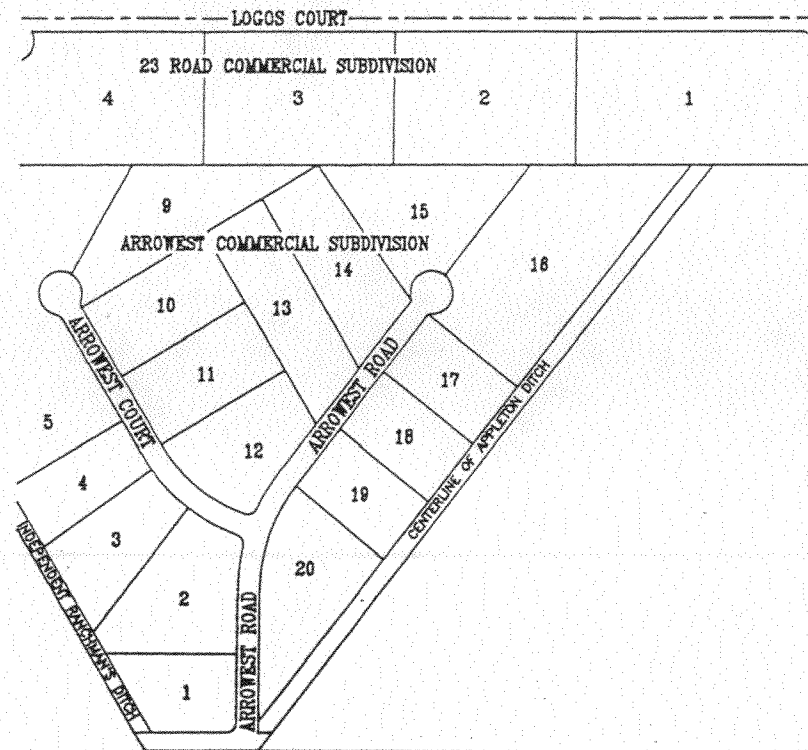 LOGOS COURT
23 ROAD COMMERCIAL SUBDIVISION
4
3
2
1
9
15
ARROWEST COMMERCIAL SUBDIVISION
14
16
10
13
ARROWEST COURT
11
ARROWEST ROAD
17
5
12
18
CENTERLINE OF APPLETON DITCH
4
19
3
20
2
INDEPENDENT RANCHMAN'S DITCH
ARROWEST ROAD
1